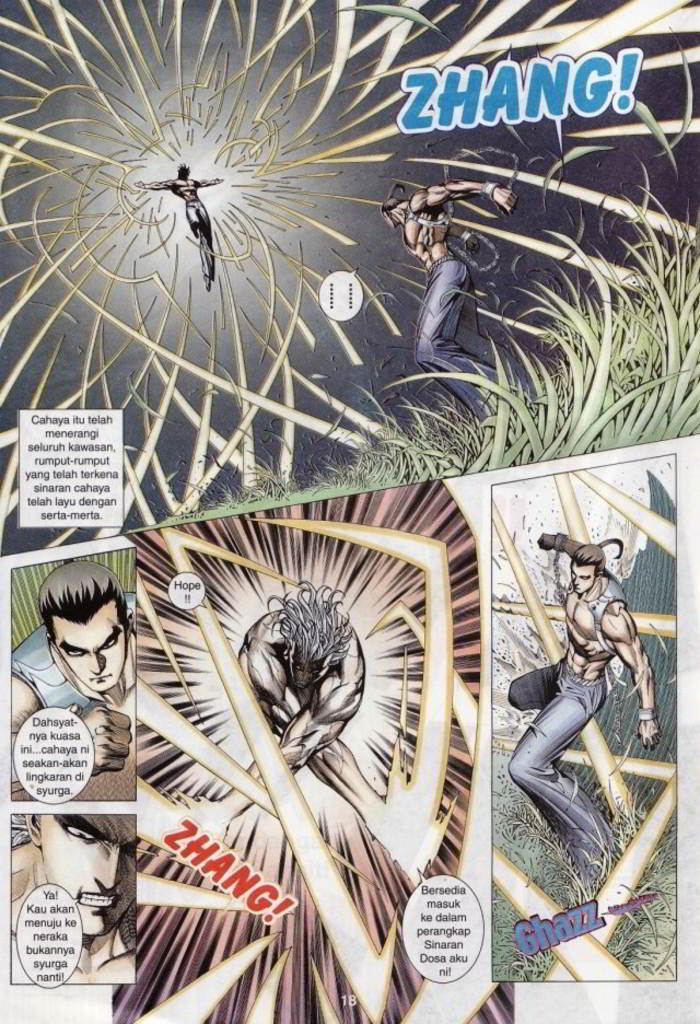 ZHANG!
!!
Cahaya itu telah
menerangi
seluruh kawasan,
rumput-rumput
yang telah terkena
sinaran cahaya
telah layu dengan
serta-merta.
Hope
!!
Dahsyat-
nya kuasa
ini...cahaya ni
seakan-akan
lingkaran di
syurga.
ZHANG!
Ya!
Kau akan
menuju ke
neraka
bukannya
syurga
nanti!
Bersedia
masuk
ke dalam
perangkap
Sinaran
Dosa aku
ni!
Ghazz
18